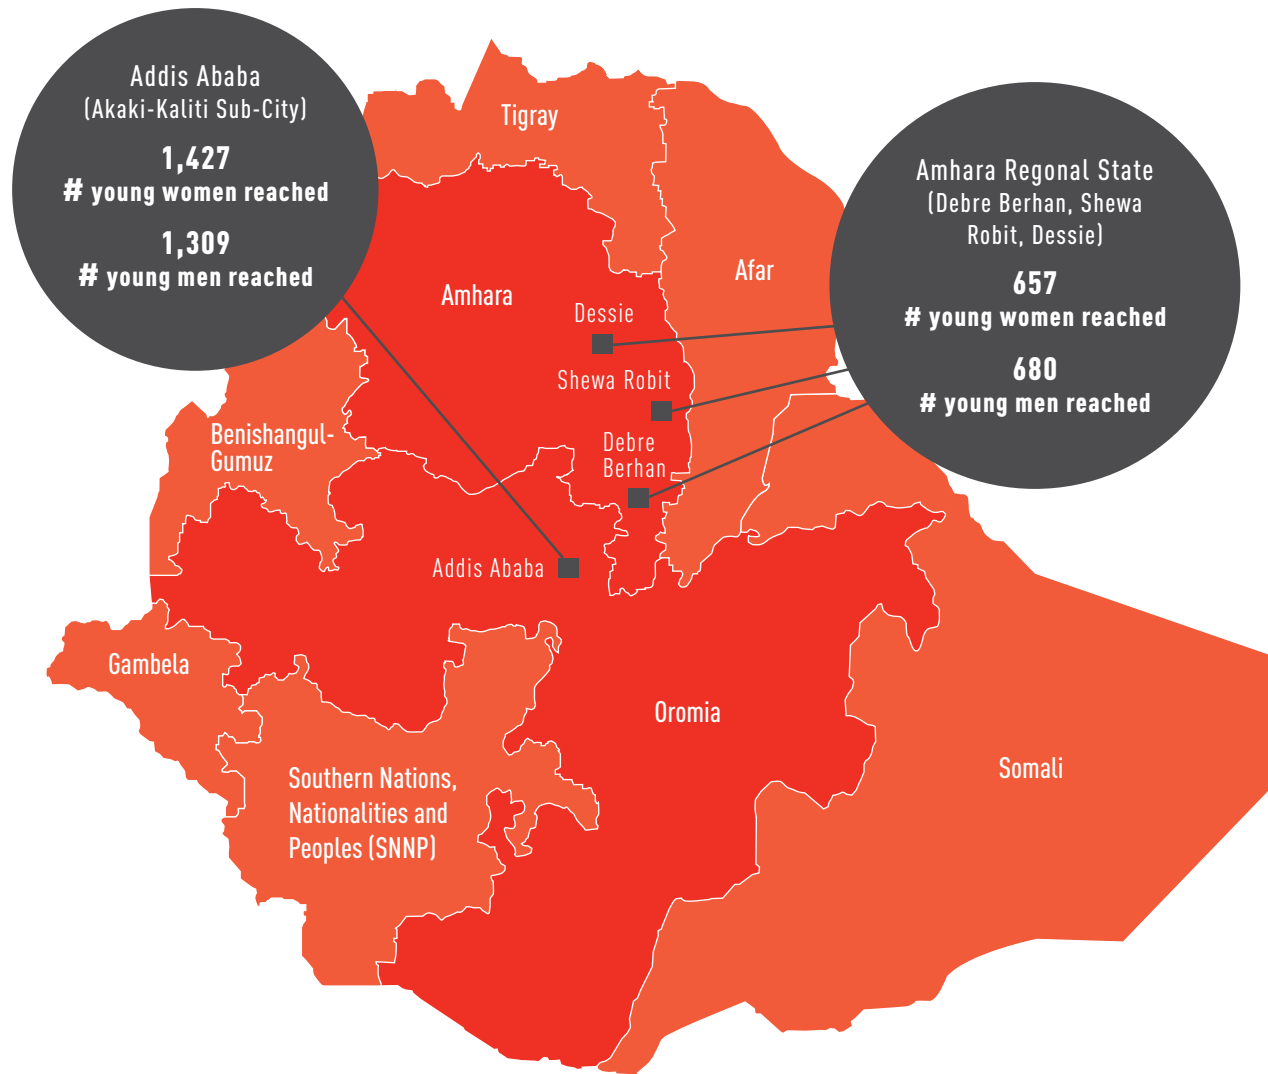 Addis Ababa
(Akaki-Kaliti Sub-City)
1,427
# young women reached
1,309
# young men reached
Amhara Regonal State
(Debre Berhan, Shewa
Robit, Dessie)
657
# young women reached
680
# young men reached
Tigray
Afar
Amhara
Dessie
Shewa Robit
Debre
Berhan
Benishangul-
Gumuz
Addis Ababa
Gambela
Oromia
Somali
Southern Nations,
Nationalities and
Peoples (SNNP)